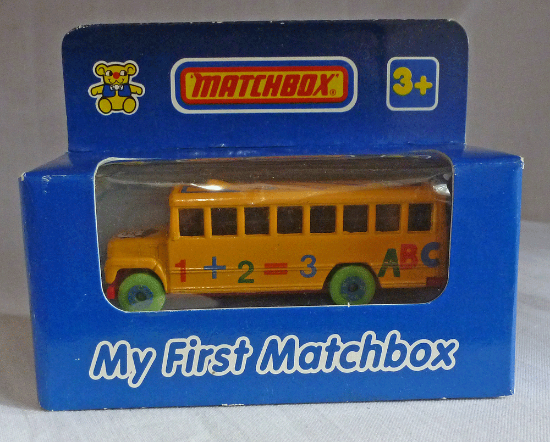 MATCHBOX®
3+
1 + 2 = 3
ABC
My First Matchbox